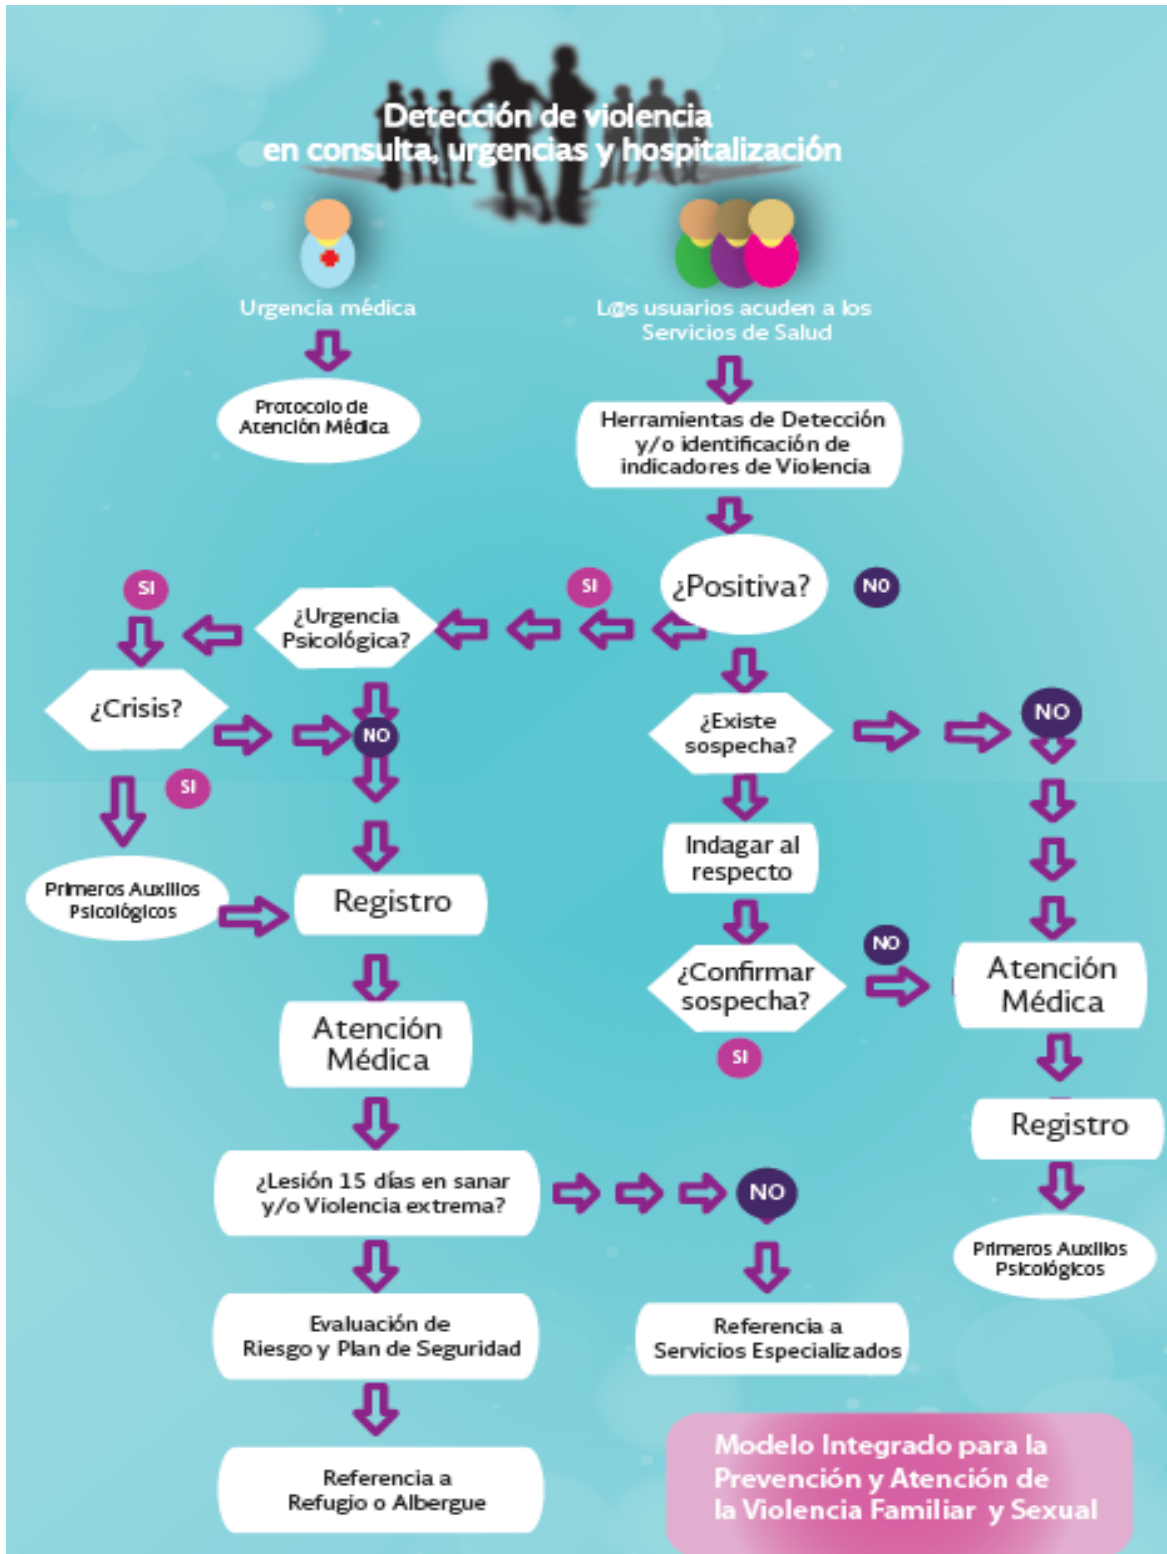 Detección de violencia
en consulta, urgencias y hospitalización
Urgencia médica
L@s usuarios acuden a los
Servicios de Salud
Protocolo de
Atención Médica
Herramientas de Detección
y/o identificación de
indicadores de Violencia
¿Positiva?
NO
SI
¿Urgencia
Psicológica?
SI
¿Crisis?
NO
SI
Primeros Auxilios
Psicológicos
Registro
Atención
Médica
¿Lesión 15 días en sanar
y/o Violencia extrema?
NO
Evaluación de
Riesgo y Plan de Seguridad
Referencia a
Refugio o Albergue
Referencia a
Servicios Especializados
¿Existe
sospecha?
NO
Indagar al
respecto
¿Confirmar
sospecha?
NO
SI
Atención
Médica
Registro
Primeros Auxilios
Psicológicos
Modelo Integrado para la
Prevención y Atención de
la Violencia Familiar y Sexual